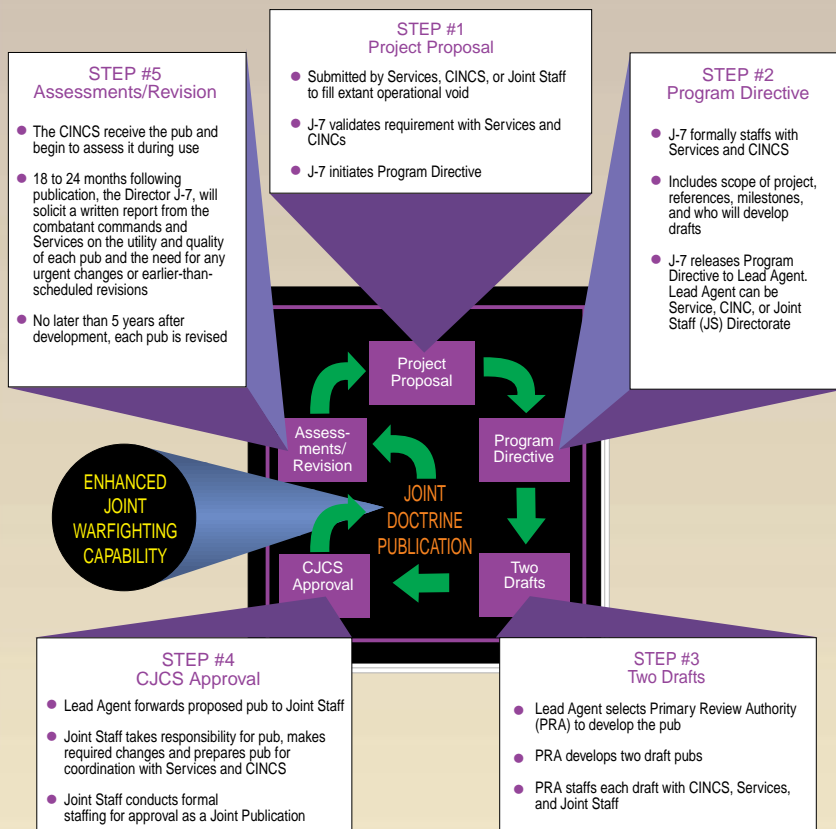 STEP #1
Project Proposal
● Submitted by Services, CINCS, or Joint Staff
to fill extant operational void
● J-7 validates requirement with Services and
CINCs
● J-7 initiates Program Directive
STEP #2
Program Directive
● J-7 formally staffs with
Services and CINCS
● Includes scope of project,
references, milestones,
and who will develop
drafts
● J-7 releases Program
Directive to Lead Agent.
Lead Agent can be
Service, CINC, or Joint
Staff (JS) Directorate
STEP #5
Assessments/Revision
● The CINCS receive the pub and
begin to assess it during use
● 18 to 24 months following
publication, the Director J-7, will
solicit a written report from the
combatant commands and
Services on the utility and quality
of each pub and the need for any
urgent changes or earlier-than-
scheduled revisions
● No later than 5 years after
development, each pub is revised
Project
Proposal
Assess-
ments/
Revision
Program
Directive
ENHANCED
JOINT
WARFIGHTING
CAPABILITY
JOINT
DOCTRINE
PUBLICATION
CJCS
Approval
Two
Drafts
STEP #4
CJCS Approval
● Lead Agent forwards proposed pub to Joint Staff
● Joint Staff takes responsibility for pub, makes
required changes and prepares pub for
coordination with Services and CINCS
● Joint Staff conducts formal
staffing for approval as a Joint Publication
STEP #3
Two Drafts
● Lead Agent selects Primary Review Authority
(PRA) to develop the pub
● PRA develops two draft pubs
● PRA staffs each draft with CINCS, Services,
and Joint Staff